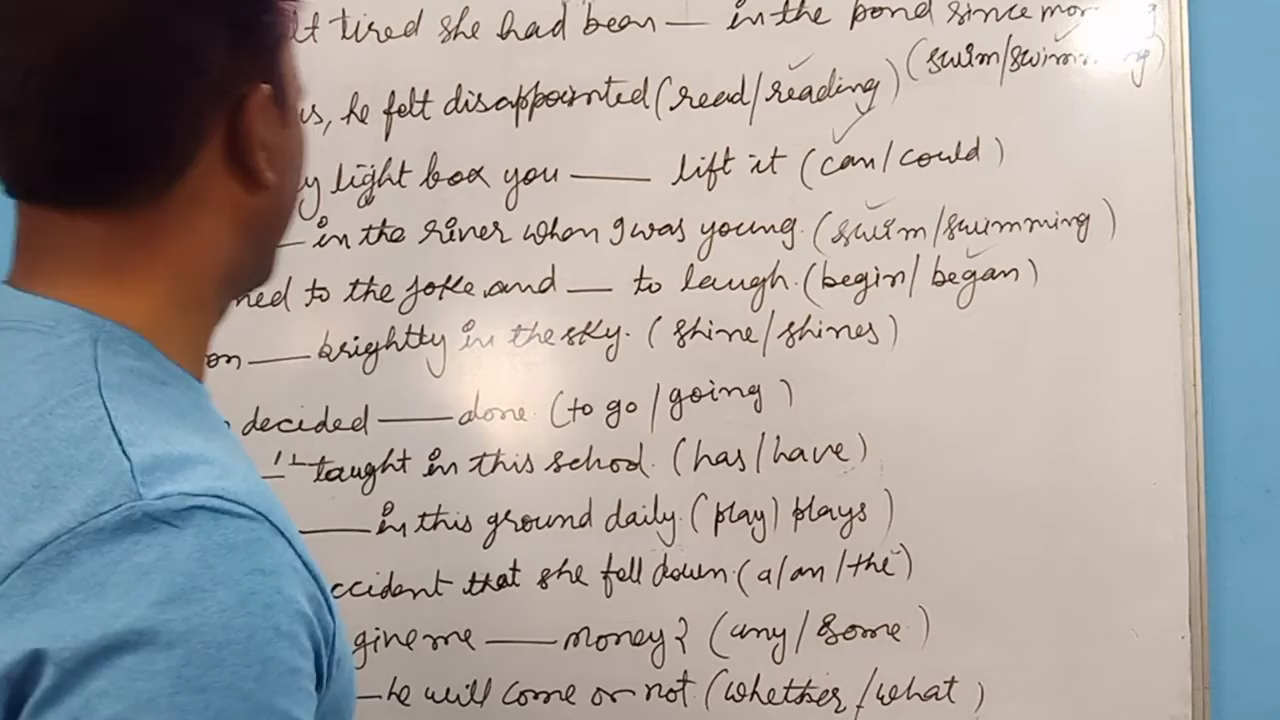 tired she had been — in the pond since
(swim/swimming)
he felt disappointed (read/reading)
light box you — lift it (can/could)
— in the river when I was young. (swim/swimming)
to the joke and — to laugh. (begin/began)
— brightly in the sky. (shine/shines)
decided — done. (to go/going)
taught in this school. (has/have)
— in this ground daily. (play) plays)
that she fell down. (a/an/the)
give me — money? (any/some)
— he will come or not. (whether/what)